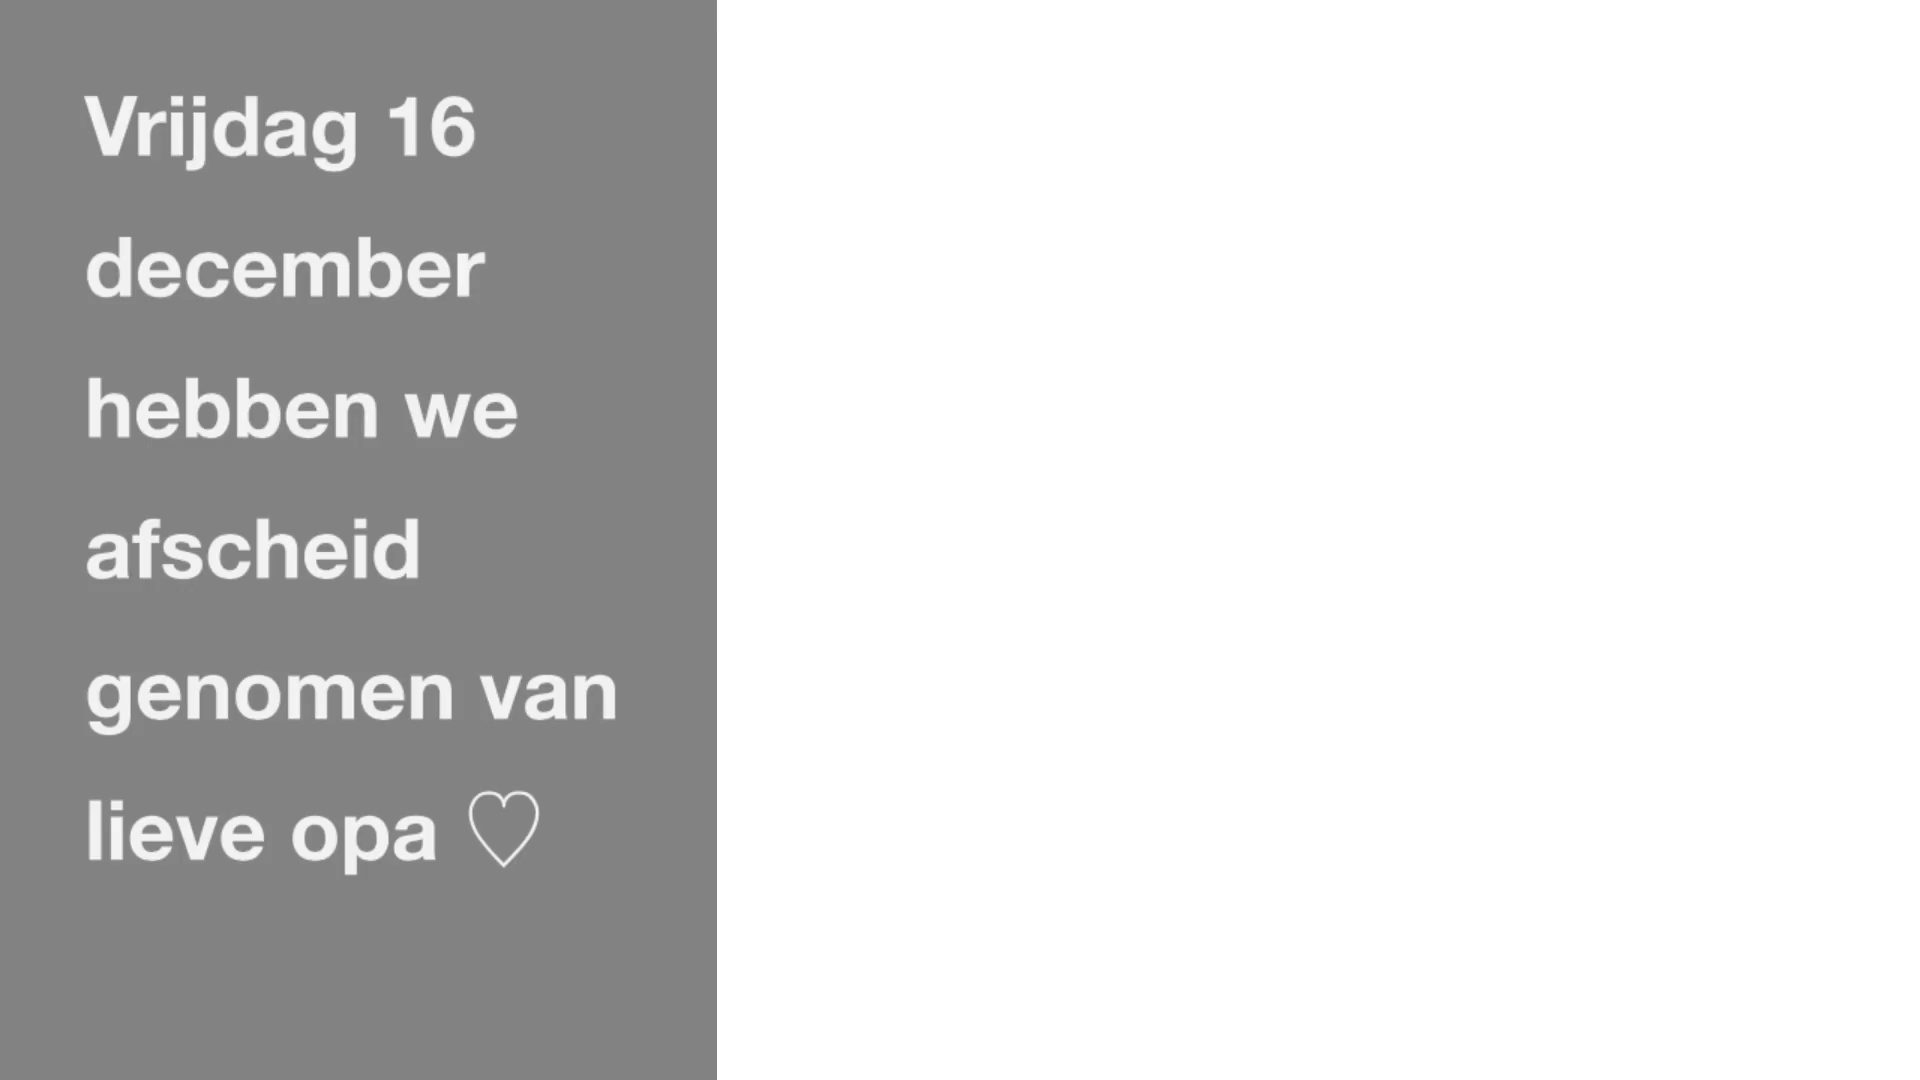 Vrijdag 16
december
hebben we
afscheid
genomen van
lieve opa ♡